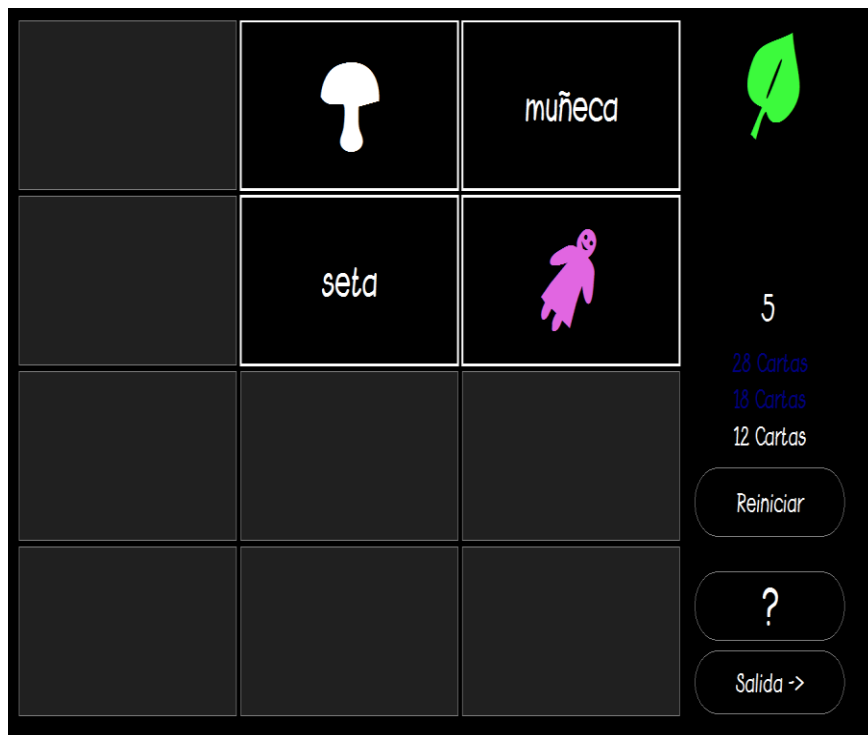 muñeca
seta
5
28 Cartas
18 Cartas
12 Cartas
Reiniciar
?
Salida ->